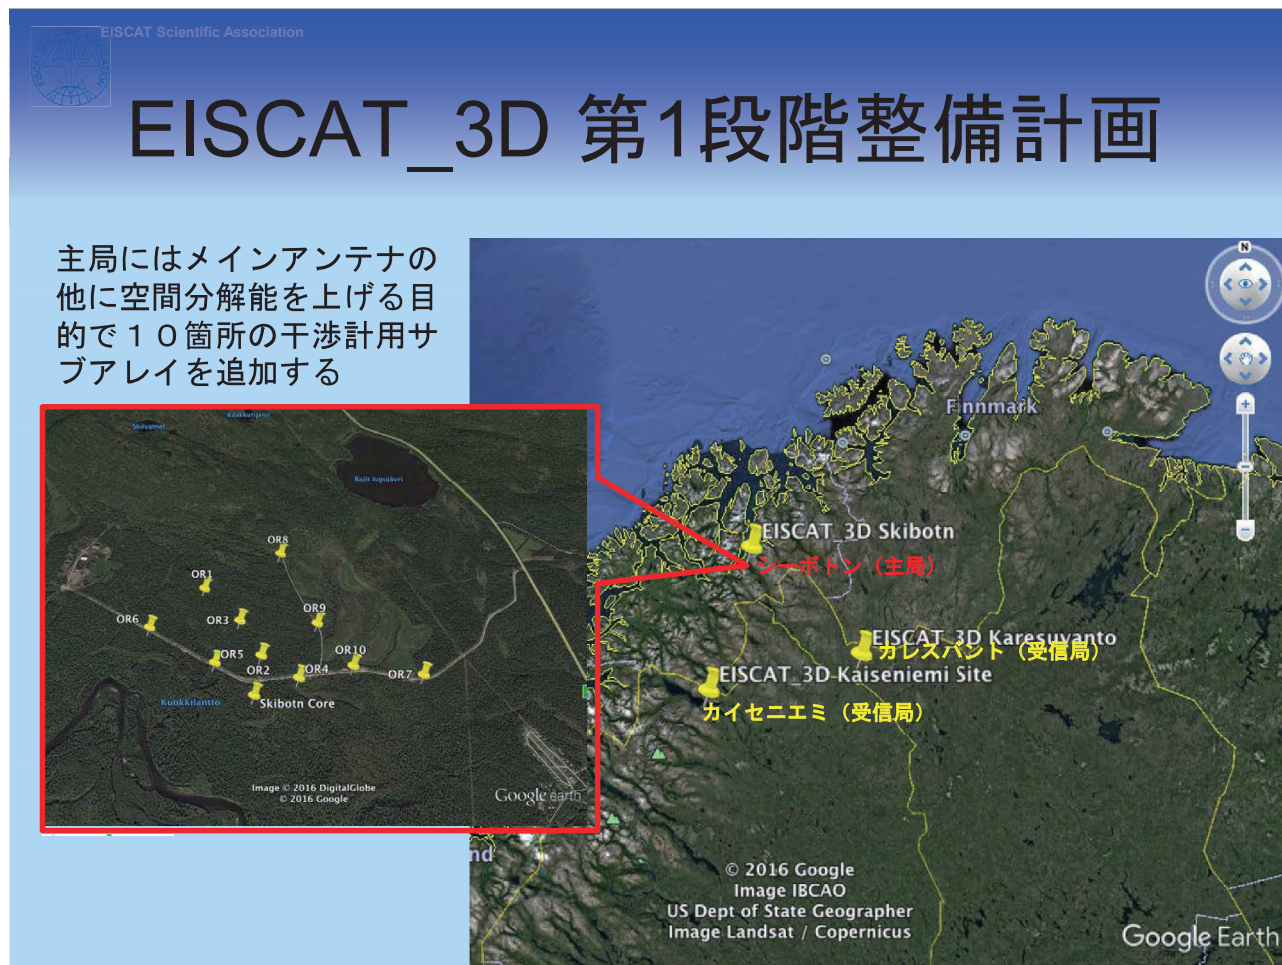 EISCAT Scientific Association
EISCAT_3D 第1段階整備計画
主局にはメインアンテナの
他に空間分解能を上げる目
的で１０箇所の干渉計用サ
ブアレイを追加する
Skilvatnet
Bajit Jugujávri
OR8
OR1
OR3
OR9
OR6
OR5
OR2
OR4
OR10
OR7
Skibotn Core
Kuokkilantto
Image © 2016 DigitalGlobe
© 2016 Google
Google earth
N
Finnmark
EISCAT_3D Skibotn
シーボトン（主局）
EISCAT_3D Karesuvanto
カレスバント（受信局）
EISCAT_3D Kaiseniemi Site
カイセニエミ（受信局）
nd
© 2016 Google
Image IBCAO
US Dept of State Geographer
Image Landsat / Copernicus
Google Earth